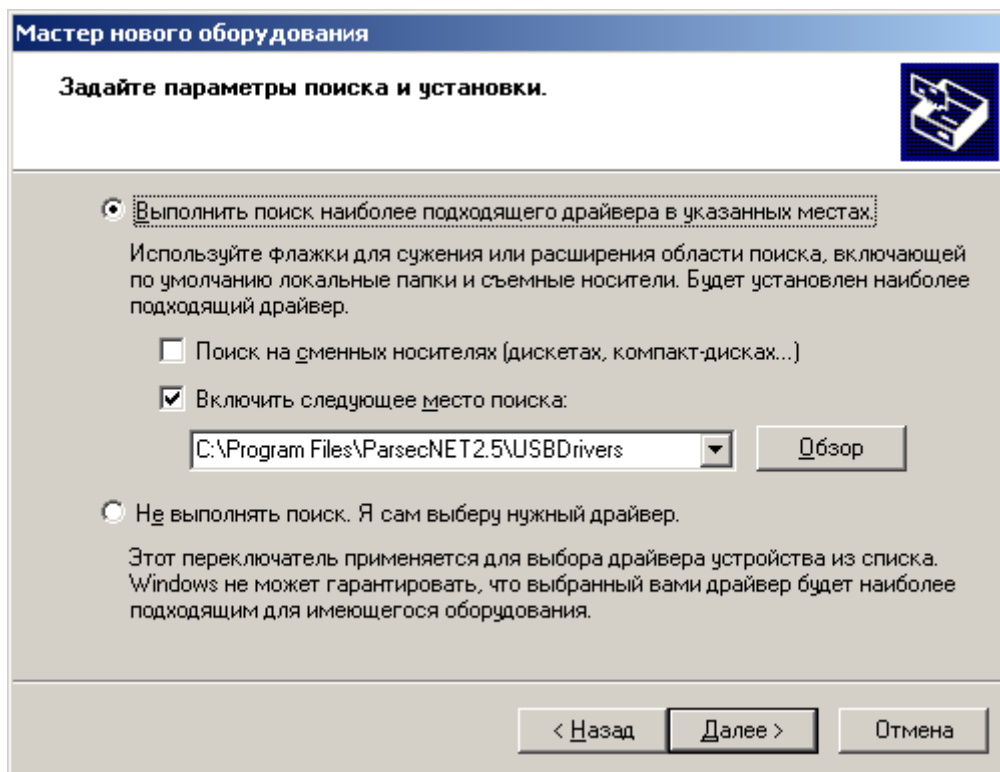 Мастер нового оборудования
Задайте параметры поиска и установки.
Выполнить поиск наиболее подходящего драйвера в указанных местах.
Используйте флажки для сужения или расширения области поиска, включающей
по умолчанию локальные папки и съемные носители. Будет установлен наиболее
подходящий драйвер.
Поиск на сменных носителях (дискетах, компакт-дисках...)
Включить следующее место поиска:
C:\Program Files\ParsecNET2.5\USBDrivers
Обзор
Не выполнять поиск. Я сам выберу нужный драйвер.
Этот переключатель применяется для выбора драйвера устройства из списка.
Windows не может гарантировать, что выбранный вами драйвер будет наиболее
подходящим для имеющегося оборудования.
< Назад
Далее >
Отмена